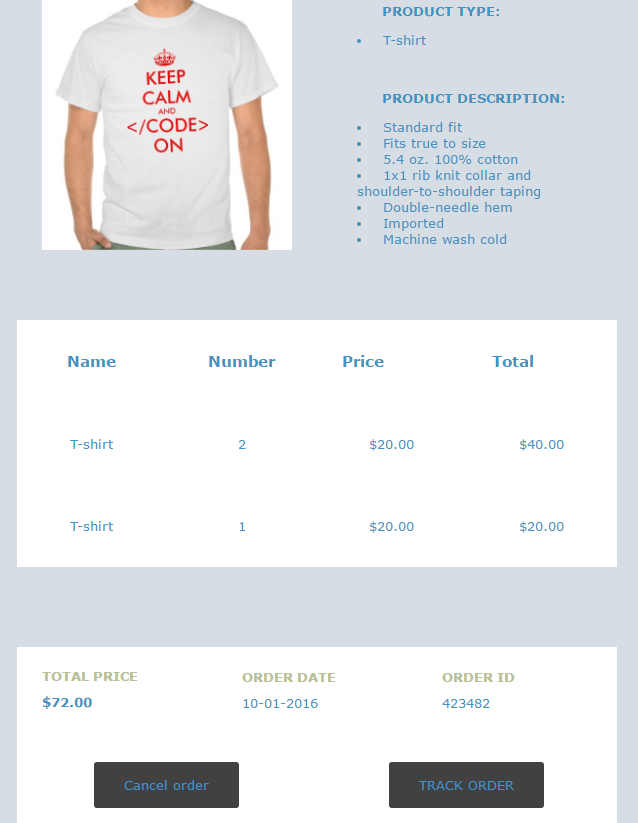 KEEP
CALM
AND
</CODE>
ON
PRODUCT TYPE:
• T-shirt
PRODUCT DESCRIPTION:
• Standard fit
• Fits true to size
• 5.4 oz. 100% cotton
• 1x1 rib knit collar and
shoulder-to-shoulder taping
• Double-needle hem
• Imported
• Machine wash cold
Name Number Price Total
T-shirt 2 $20.00 $40.00
T-shirt 1 $20.00 $20.00
TOTAL PRICE ORDER DATE ORDER ID
$72.00 10-01-2016 423482
Cancel order TRACK ORDER